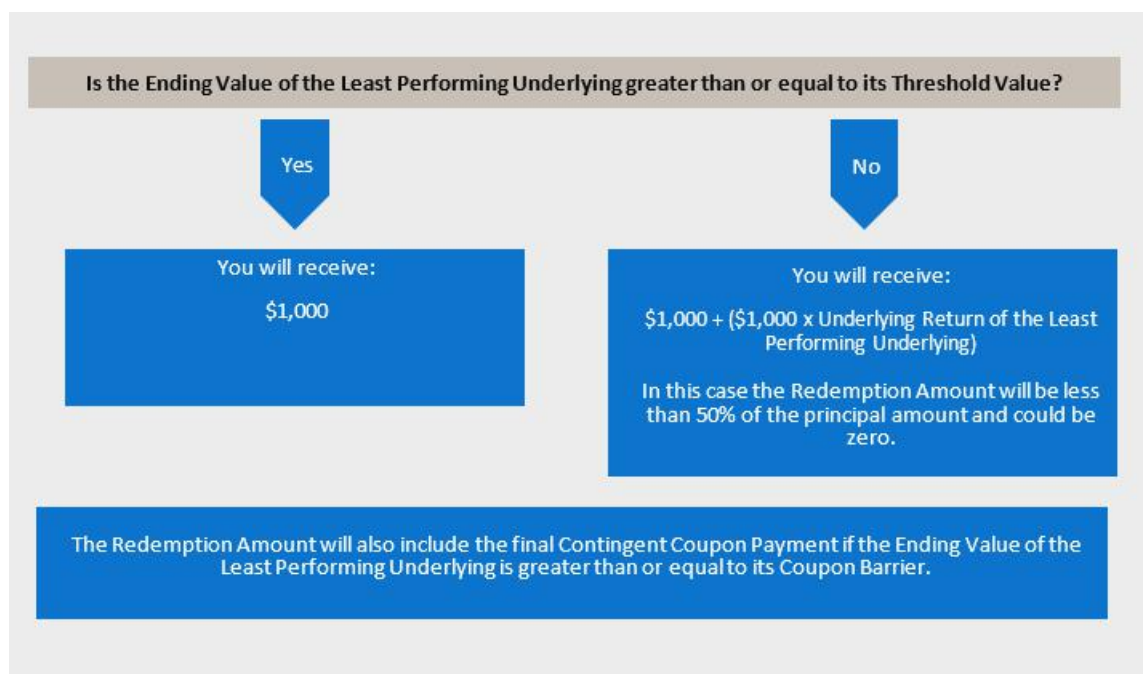 Is the Ending Value of the Least Performing Underlying greater than or equal to its Threshold Value?
Yes
No
You will receive:
$1,000
You will receive:
$1,000 + ($1,000 x Underlying Return of the Least
Performing Underlying)
In this case the Redemption Amount will be less
than 50% of the principal amount and could be
zero.
The Redemption Amount will also include the final Contingent Coupon Payment if the Ending Value of the
Least Performing Underlying is greater than or equal to its Coupon Barrier.